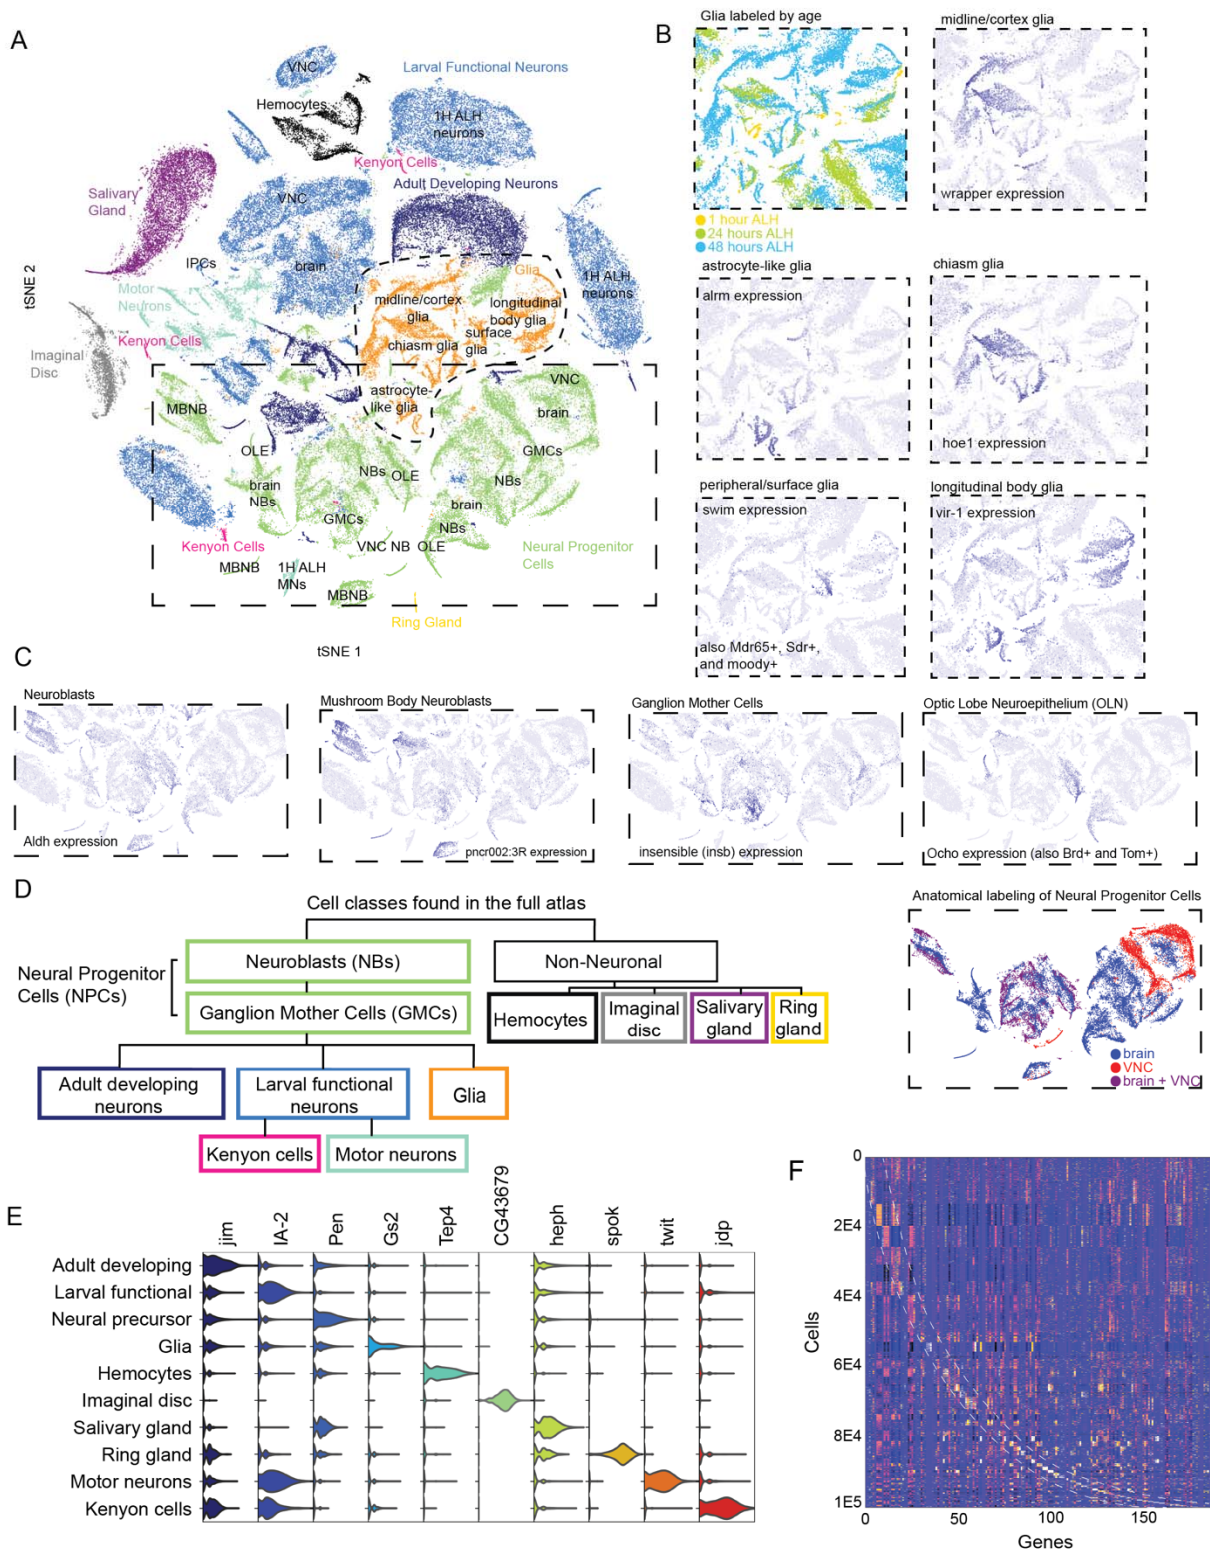 A
VNC
Larval Functional Neurons
Hemocytes
1H ALH
neurons
Kenyon Cells
Salivary
Gland
Adult Developing Neurons
VNC
IPCs
brain
Motor
Neurons
Glia
1H ALH
neurons
midline/cortex
glia
longitudinal
body glia
surface
glia
chiasm glia
Kenyon Cells
Imaginal
Disc
astrocyte-
like glia
VNC
MBNB
brain
OLE
GMCs
NBs
OLE
NBs
brain
NBs
brain
GMCs
NBs
Kenyon Cells
VNC NB
OLE
Neural Progenitor
Cells
MBNB
1H ALH
MNs
MBNB
Ring Gland
tSNE 2
tSNE 1
B
Glia labeled by age
1 hour ALH
24 hours ALH
48 hours ALH
midline/cortex glia
wrapper expression
astrocyte-like glia
alrm expression
chiasm glia
hoe1 expression
peripheral/surface glia
swim expression
also Mdr65+, Sdr+,
and moody+
longitudinal body glia
vir-1 expression
C
Neuroblasts
Aldh expression
Mushroom Body Neuroblasts
pncr002:3R expression
Ganglion Mother Cells
insensible (insb) expression
Optic Lobe Neuroepithelium (OLN)
Ocho expression (also Brd+ and Tom+)
Anatomical labeling of Neural Progenitor Cells
brain
VNC
brain + VNC
D
Cell classes found in the full atlas
Neural Progenitor
Cells (NPCs)
Neuroblasts (NBs)
Non-Neuronal
Ganglion Mother Cells (GMCs)
Hemocytes
Imaginal
disc
Salivary
gland
Ring
gland
Adult developing
neurons
Larval functional
neurons
Glia
Kenyon cells
Motor neurons
E
jim
IA-2
Pen
Gs2
Tep4
CG43679
heph
spok
twit
jdp
Adult developing
Larval functional
Neural precursor
Glia
Hemocytes
Imaginal disc
Salivary gland
Ring gland
Motor neurons
Kenyon cells
F
0
2E4
4E4
6E4
8E4
1E5
Cells
0
50
100
150
Genes